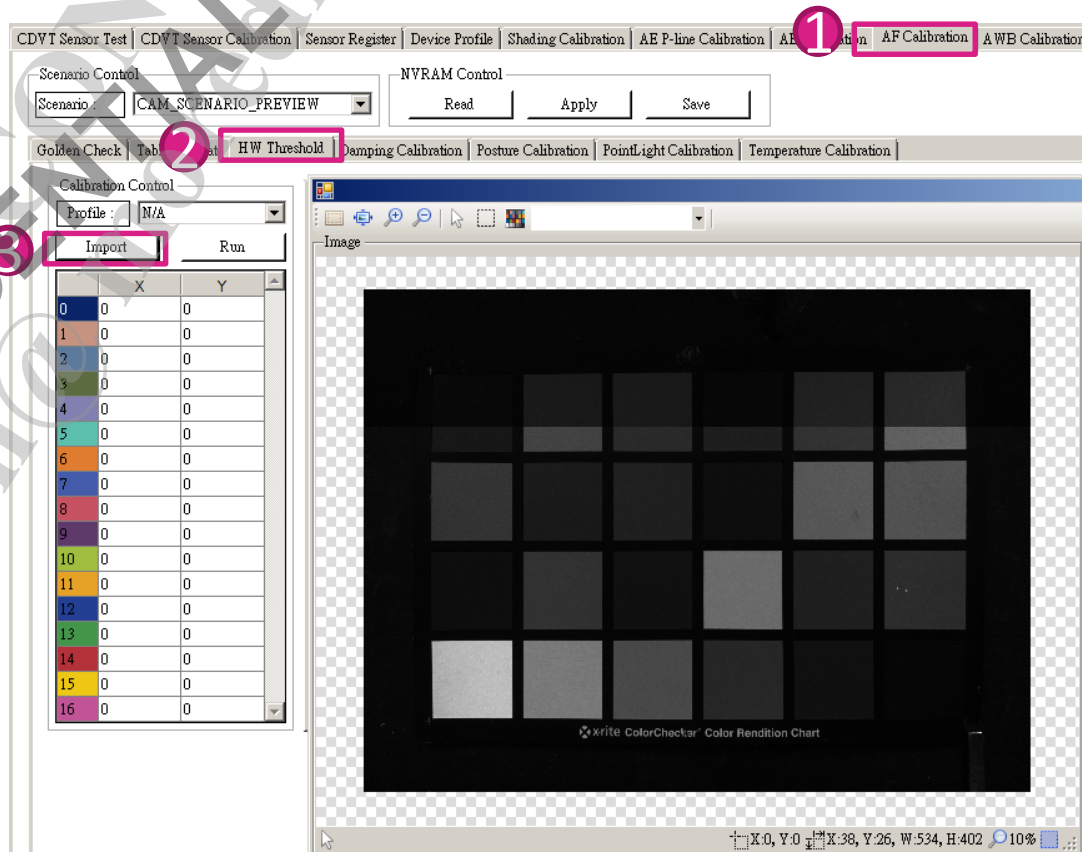 1
CDVT Sensor Test CDVT Sensor Calibration Sensor Register Device Profile Shading Calibration AE P-line Calibration AF Calibration AWB Calibration
Scenario Control NVRAM Control
Scenario : CAM_SCENARIO_PREVIEW Read Apply Save
2
Golden Check HW Threshold Damping Calibration Posture Calibration PointLight Calibration Temperature Calibration
Calibration Control
Profile : N/A
3
Import Run
Image
X Y
0 0 0
1 0 0
2 0 0
3 0 0
4 0 0
5 0 0
6 0 0
7 0 0
8 0 0
9 0 0
10 0 0
11 0 0
12 0 0
13 0 0
14 0 0
15 0 0
16 0 0
x-rite ColorChecker Color Rendition Chart
X:0, Y:0 X:38, Y:26, W:534, H:402 10%